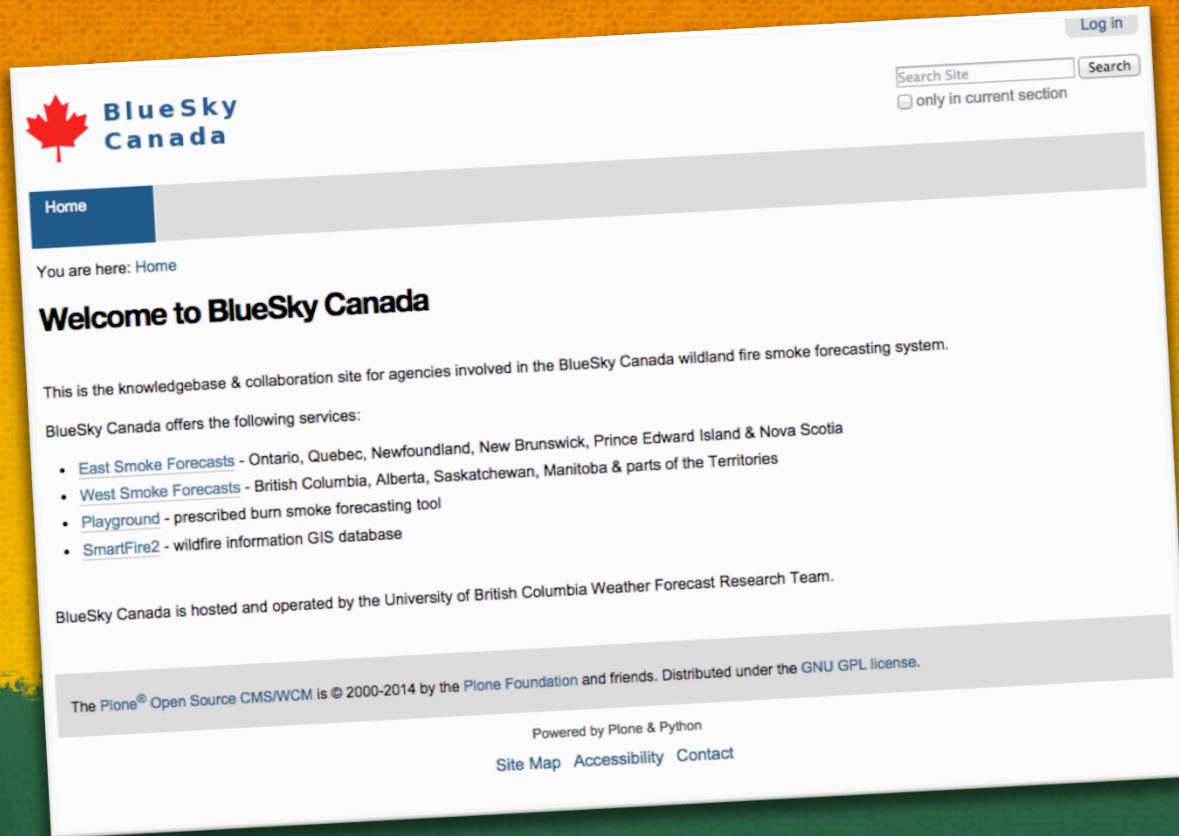 Log in
Search Site
Search
only in current section
BlueSky
Canada
Home
You are here: Home
Welcome to BlueSky Canada
This is the knowledgebase & collaboration site for agencies involved in the BlueSky Canada wildland fire smoke forecasting system.
BlueSky Canada offers the following services:
• East Smoke Forecasts - Ontario, Quebec, Newfoundland, New Brunswick, Prince Edward Island & Nova Scotia
• West Smoke Forecasts - British Columbia, Alberta, Saskatchewan, Manitoba & parts of the Territories
• Playground - prescribed burn smoke forecasting tool
• SmartFire2 - wildfire information GIS database
BlueSky Canada is hosted and operated by the University of British Columbia Weather Forecast Research Team.
The Plone® Open Source CMS/WCM is © 2000-2014 by the Plone Foundation and friends. Distributed under the GNU GPL license.
Powered by Plone & Python
Site Map Accessibility Contact